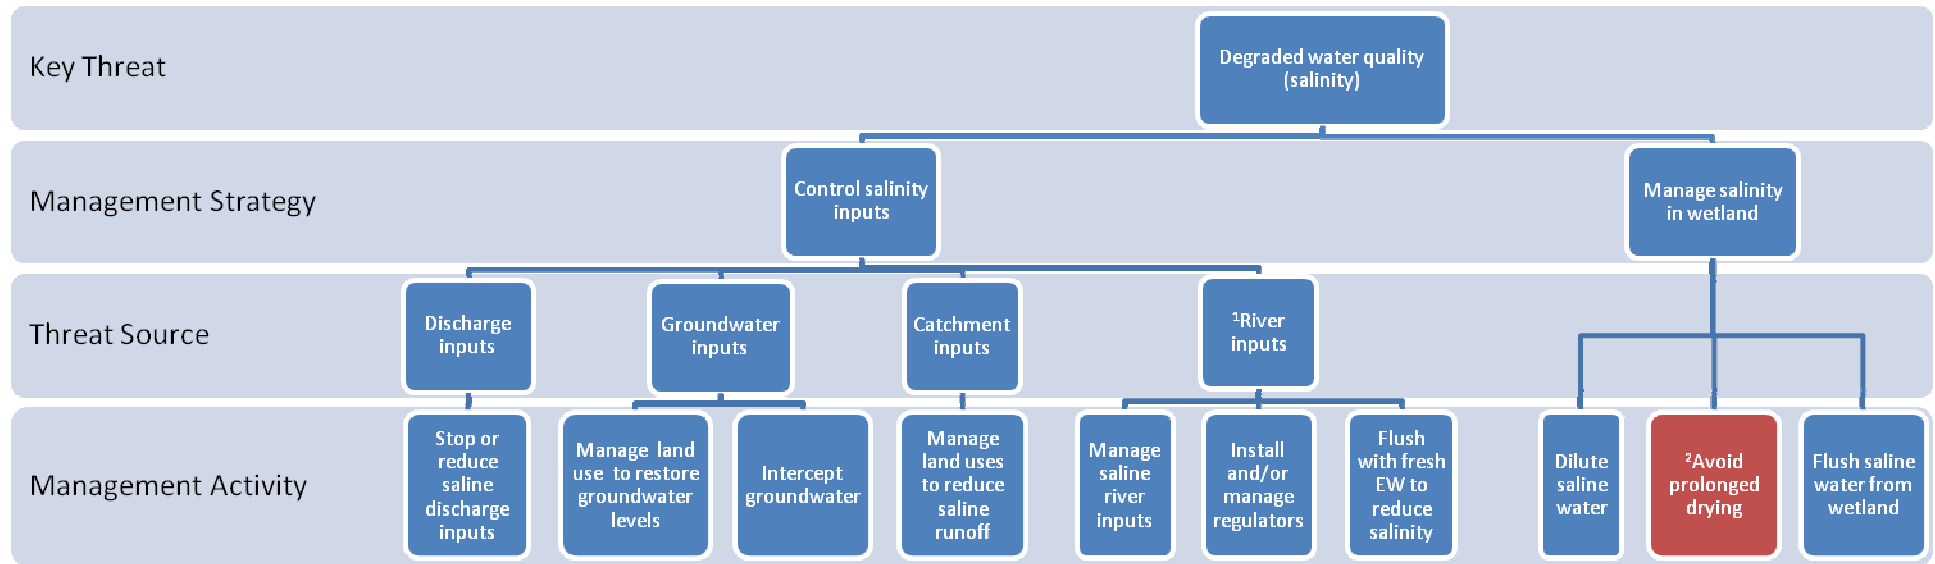 Key Threat
Degraded water quality
(salinity)
Management Strategy
Control salinity
inputs
Manage salinity
in wetland
Threat Source
Discharge
inputs
Groundwater
inputs
Catchment
inputs
¹River
inputs
Management Activity
Stop or
reduce
saline
discharge
inputs
Manage land
use to restore
groundwater
levels
Intercept
groundwater
Manage
land uses
to reduce
saline
runoff
Manage
saline
river
inputs
Install
and/or
manage
regulators
Flush
with fresh
EW to
reduce
salinity
Dilute
saline
water
²Avoid
prolonged
drying
Flush saline
water from
wetland